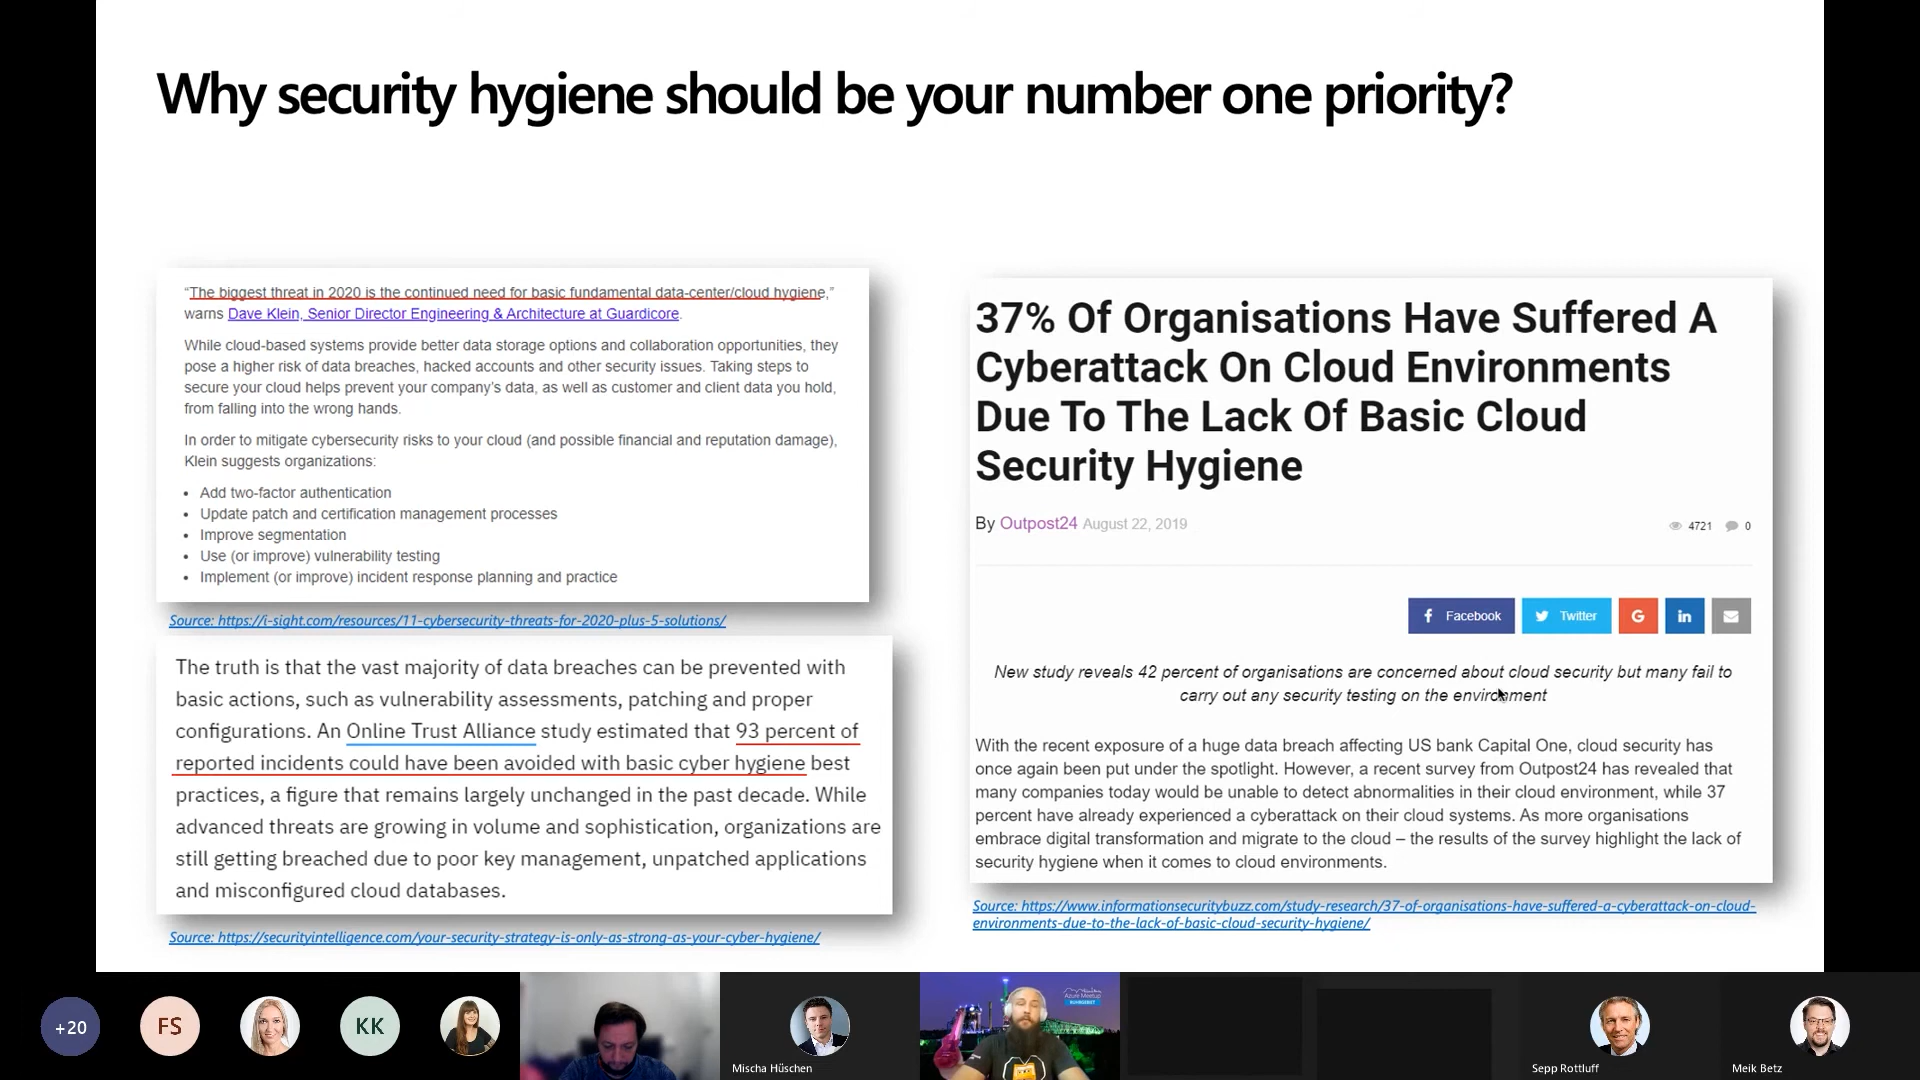 Why security hygiene should be your number one priority?
“The biggest threat in 2020 is the continued need for basic fundamental data-center/cloud hygiene,”
warns Dave Klein, Senior Director Engineering & Architecture at Guardicore.
While cloud-based systems provide better data storage options and collaboration opportunities, they
pose a higher risk of data breaches, hacked accounts and other security issues. Taking steps to
secure your cloud helps prevent your company’s data, as well as customer and client data you hold,
from falling into the wrong hands.
In order to mitigate cybersecurity risks to your cloud (and possible financial and reputation damage),
Klein suggests organizations:
• Add two-factor authentication
• Update patch and certification management processes
• Improve segmentation
• Use (or improve) vulnerability testing
• Implement (or improve) incident response planning and practice
Source: https://i-sight.com/resources/11-cybersecurity-threats-for-2020-plus-5-solutions/
The truth is that the vast majority of data breaches can be prevented with
basic actions, such as vulnerability assessments, patching and proper
configurations. An Online Trust Alliance study estimated that 93 percent of
reported incidents could have been avoided with basic cyber hygiene best
practices, a figure that remains largely unchanged in the past decade. While
advanced threats are growing in volume and sophistication, organizations are
still getting breached due to poor key management, unpatched applications
and misconfigured cloud databases.
Source: https://securityintelligence.com/your-security-strategy-is-only-as-strong-as-your-cyber-hygiene/
37% Of Organisations Have Suffered A
Cyberattack On Cloud Environments
Due To The Lack Of Basic Cloud
Security Hygiene
By Outpost24 August 22, 2019
4721 0
Facebook Twitter G in
New study reveals 42 percent of organisations are concerned about cloud security but many fail to
carry out any security testing on the environment
With the recent exposure of a huge data breach affecting US bank Capital One, cloud security has
once again been put under the spotlight. However, a recent survey from Outpost24 has revealed that
many companies today would be unable to detect abnormalities in their cloud environment, while 37
percent have already experienced a cyberattack on their cloud systems. As more organisations
embrace digital transformation and migrate to the cloud – the results of the survey highlight the lack of
security hygiene when it comes to cloud environments.
Source: https://www.informationsecuritybuzz.com/study-research/37-of-organisations-have-suffered-a-cyberattack-on-cloud-
environments-due-to-the-lack-of-basic-cloud-security-hygiene/
+20 FS KK
Azure Meetup
Mischa Hüschen
Sepp Rottluff
Meik Betz